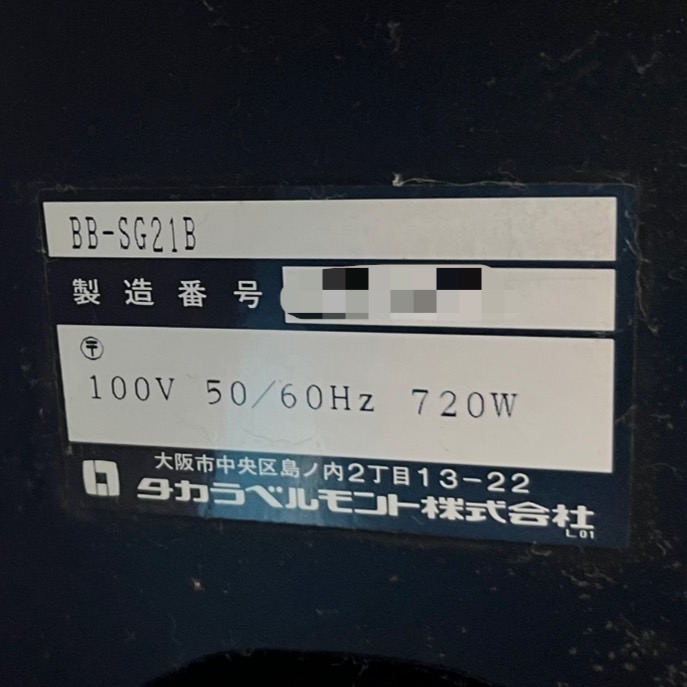 BB-SG21B
製造番号
〶
100V 50/60Hz 720W
大阪市中央区島ノ内2丁目13-22
タカラベルモント株式会社
L01